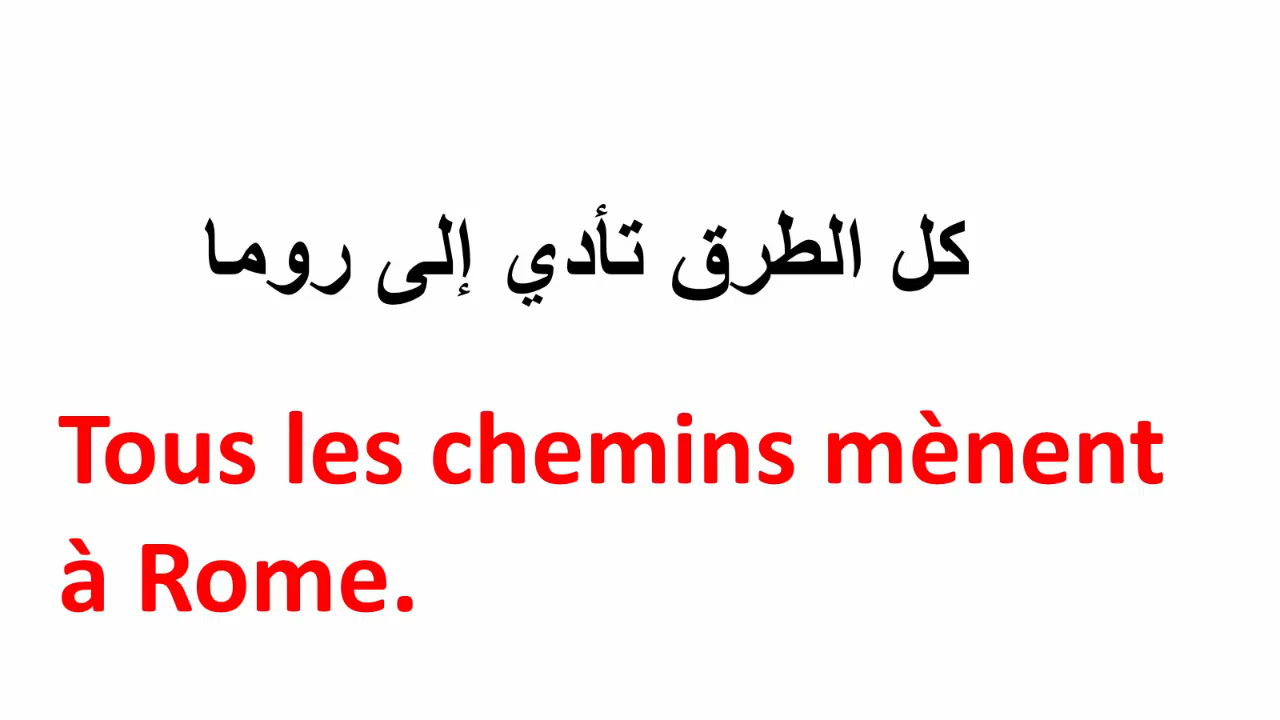 كل الطرق تأدي إلى روما
Tous les chemins mènent
à Rome.